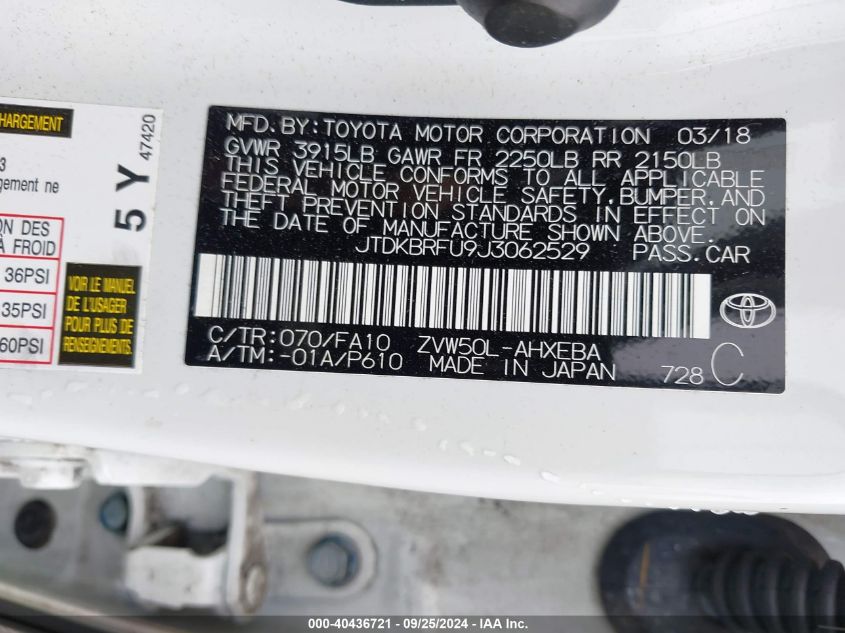 HARGEMENT
3
gement ne
ON DES
À FROID
36PSI
35PSI
60PSI
5 Y
47420
VOIR LE MANUEL
DE L'USAGER
POUR PLUS DE
RENSEIGNEMENTS
MFD.BY:TOYOTA MOTOR CORPORATION 03/18
GVWR 3915LB GAWR FR 2250LB RR 2150LB
THIS VEHICLE CONFORMS TO ALL APPLICABLE
FEDERAL MOTOR VEHICLE SAFETY,BUMPER,AND
THEFT PREVENTION STANDARDS IN EFFECT ON
THE DATE OF MANUFACTURE SHOWN ABOVE.
JTDKBRFU9J3062529 PASS.CAR
C/TR:070/FA10 ZVW50L-AHXEBA
A/TM:-01A/P610 MADE IN JAPAN 728 C
000-40436721 - 09/25/2024 - IAA Inc.